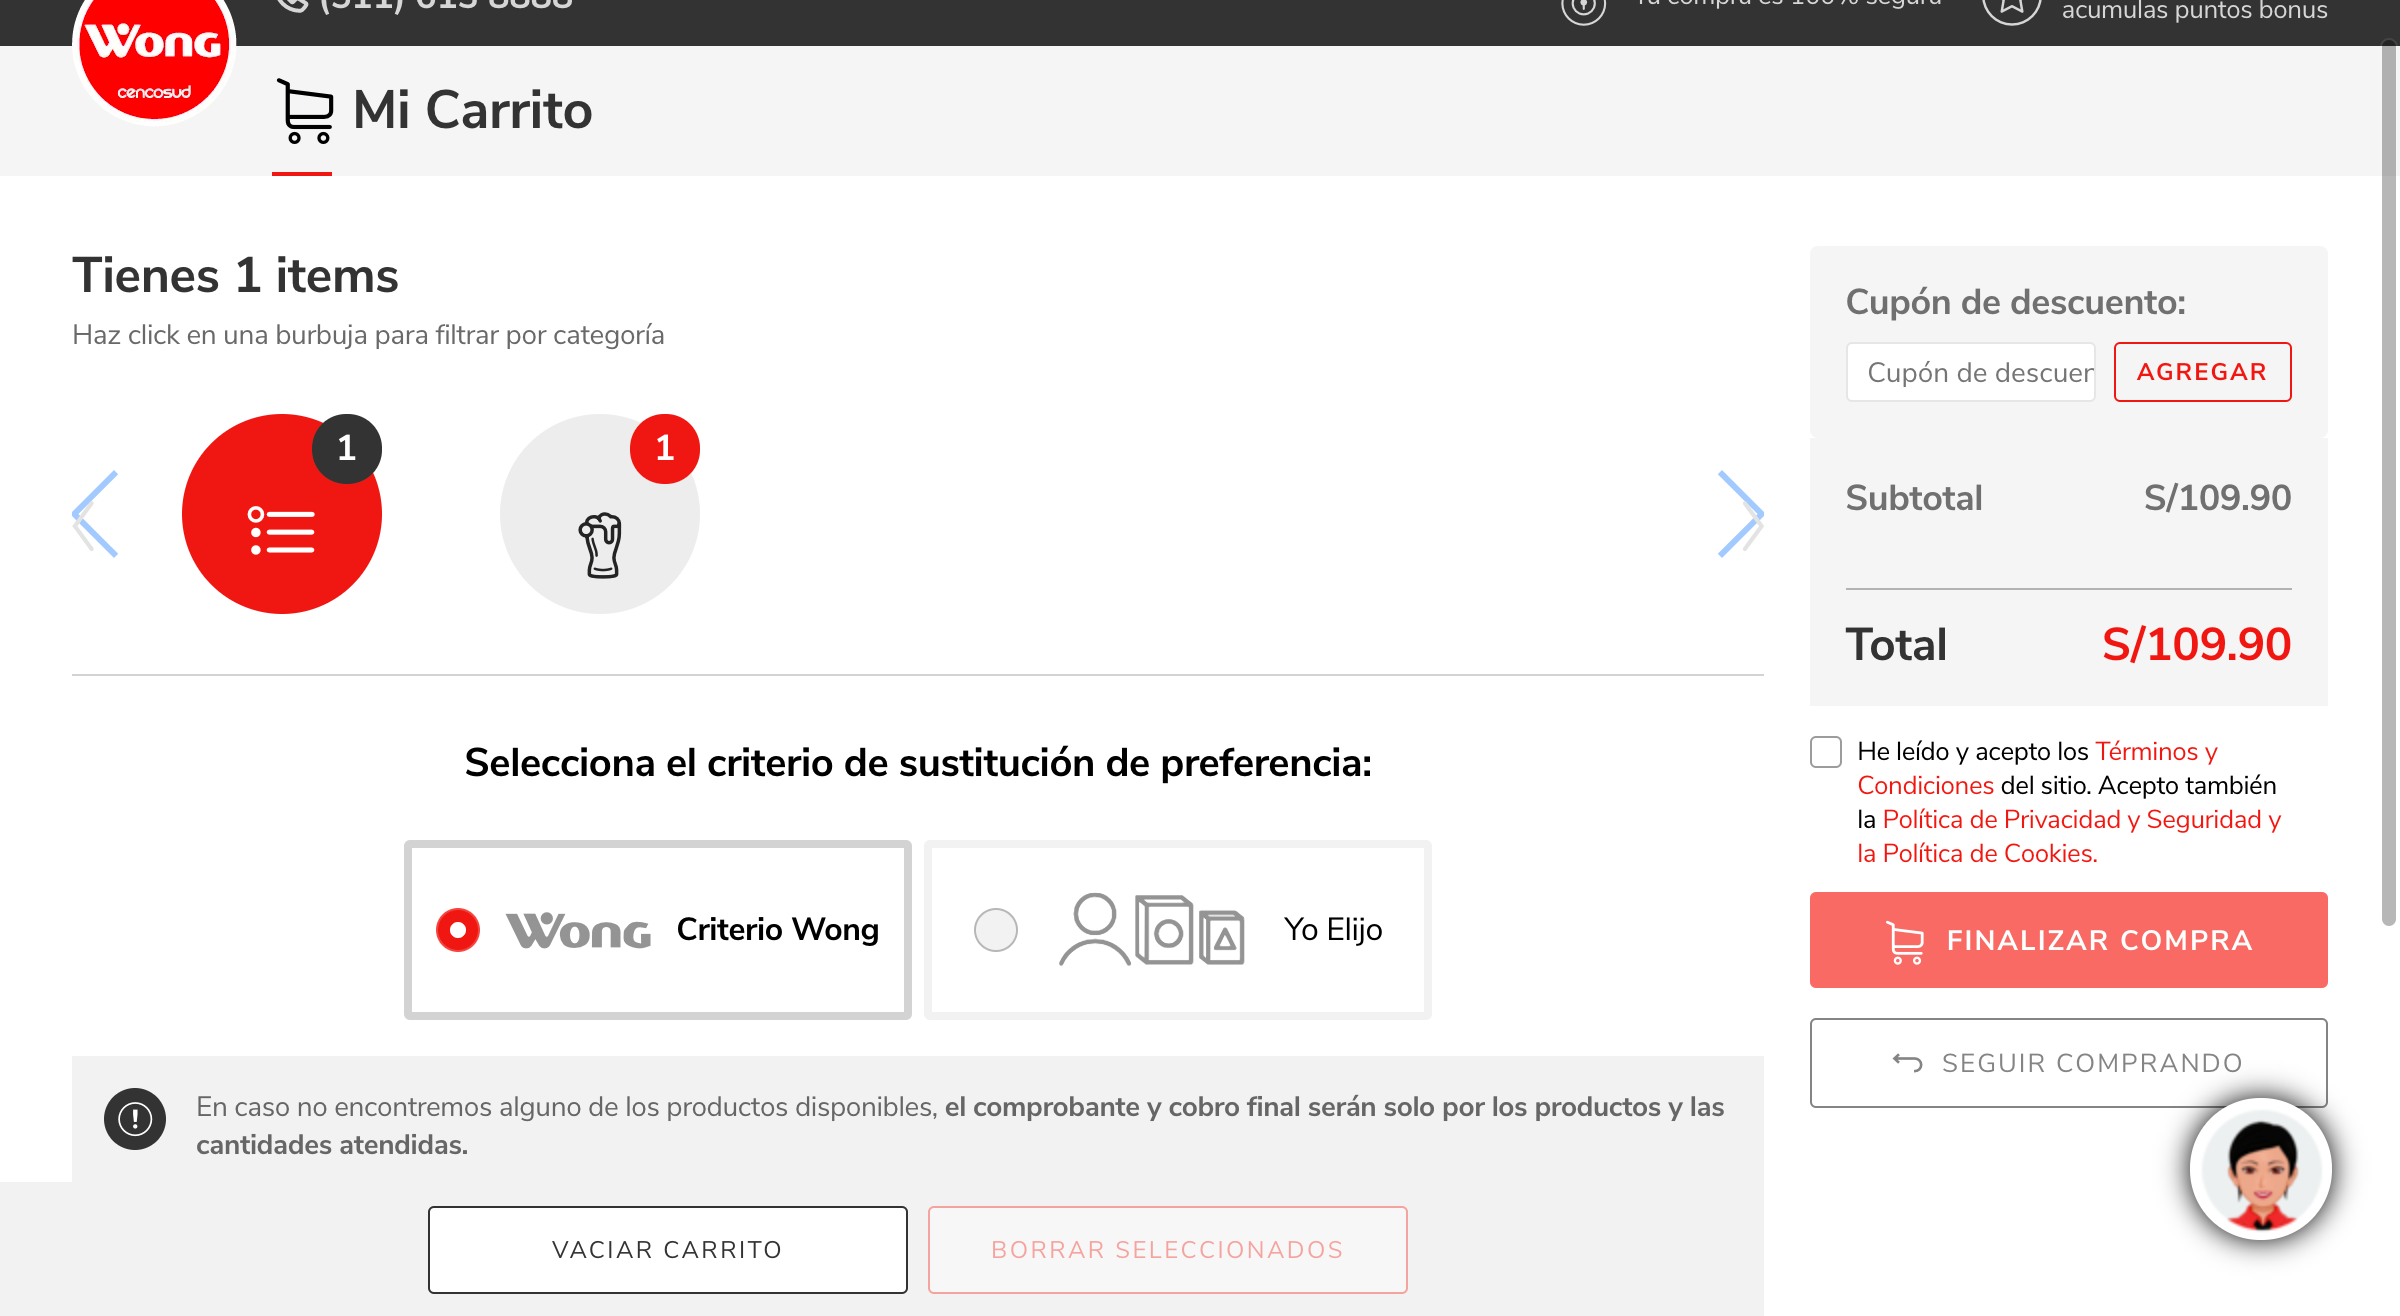 (511) 613 8888
Tu compra es 100% segura
acumulas puntos bonus
Wong
cencosud
Mi Carrito
Tienes 1 items
Haz click en una burbuja para filtrar por categoría
1
1
Cupón de descuento:
Cupón de descuen
AGREGAR
Subtotal S/109.90
Total S/109.90
Selecciona el criterio de sustitución de preferencia:
Wong Criterio Wong
Yo Elijo
He leído y acepto los Términos y
Condiciones del sitio. Acepto también
la Política de Privacidad y Seguridad y
la Política de Cookies.
FINALIZAR COMPRA
SEGUIR COMPRANDO
En caso no encontremos alguno de los productos disponibles, el comprobante y cobro final serán solo por los productos y las
cantidades atendidas.
VACIAR CARRITO
BORRAR SELECCIONADOS